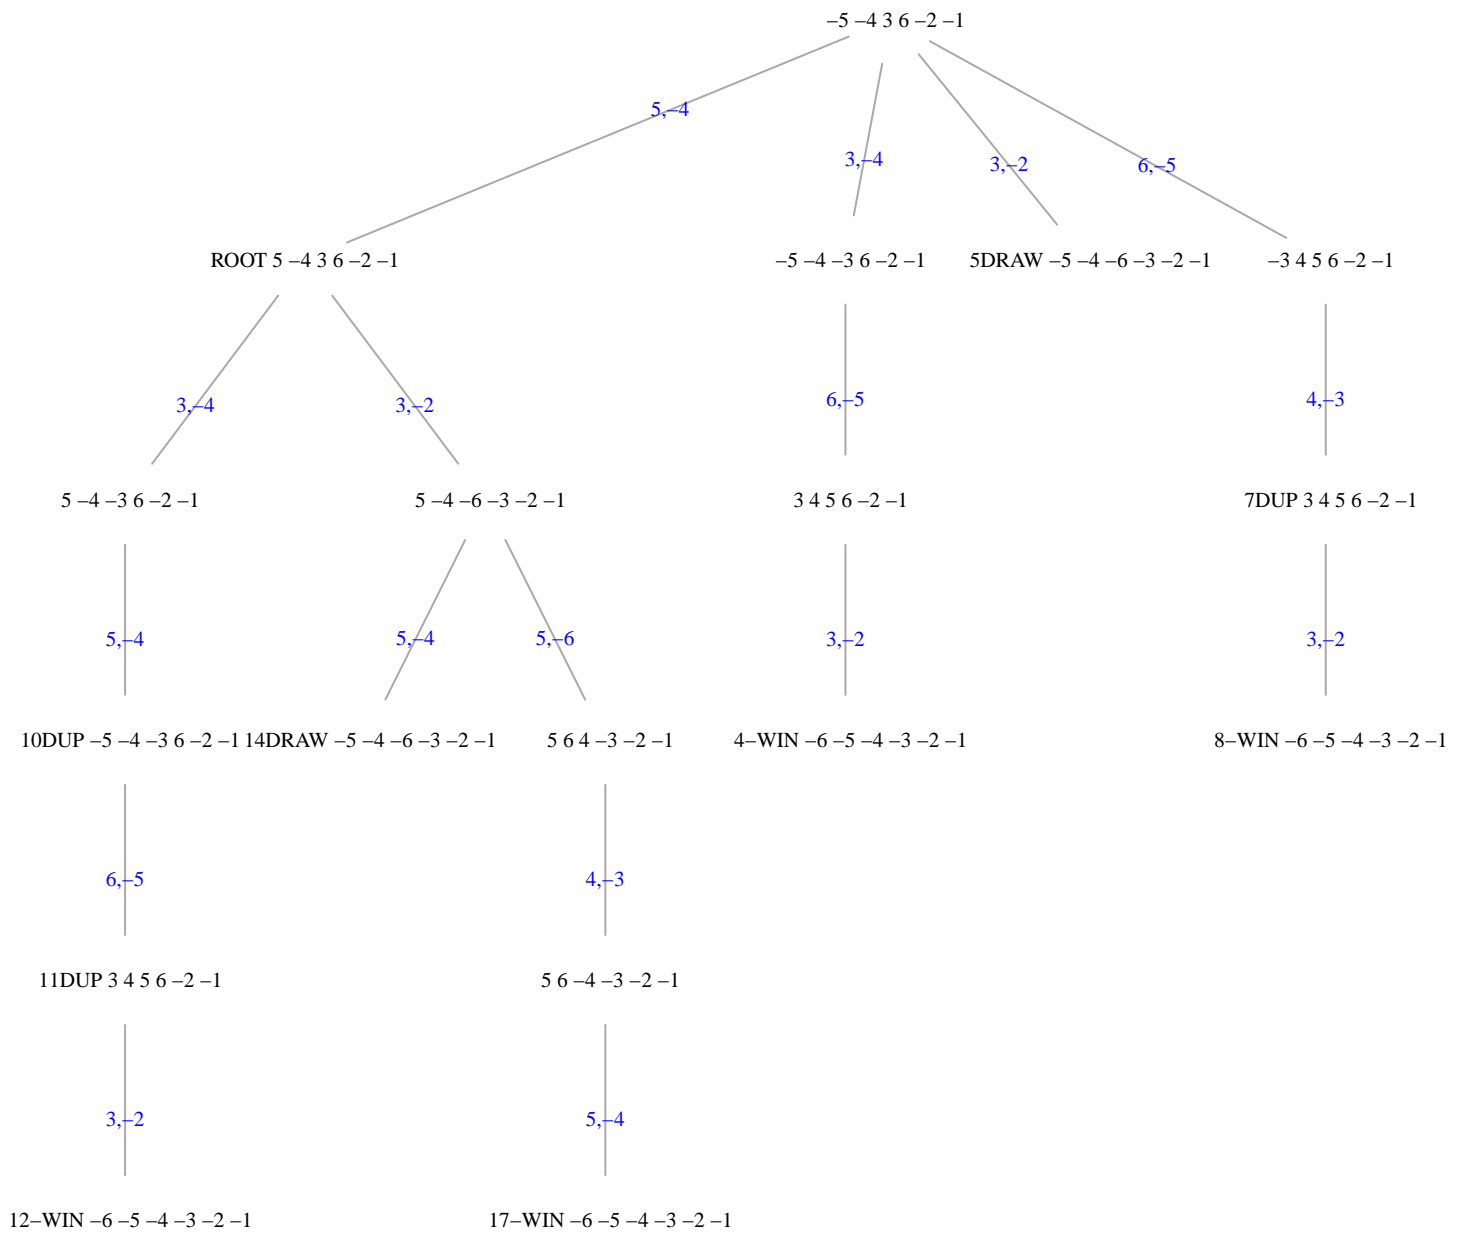 –5 –4 3 6 –2 –1
5,–4
3,–4
3,–2
6,–5
ROOT 5 –4 3 6 –2 –1
–5 –4 –3 6 –2 –1
5DRAW –5 –4 –6 –3 –2 –1
–3 4 5 6 –2 –1
3,–4
3,–2
6,–5
4,–3
5 –4 –3 6 –2 –1
5 –4 –6 –3 –2 –1
3 4 5 6 –2 –1
7DUP 3 4 5 6 –2 –1
5,–4
5,–4
5,–6
3,–2
3,–2
10DUP –5 –4 –3 6 –2 –1
14DRAW –5 –4 –6 –3 –2 –1
5 6 4 –3 –2 –1
4–WIN –6 –5 –4 –3 –2 –1
8–WIN –6 –5 –4 –3 –2 –1
6,–5
4,–3
11DUP 3 4 5 6 –2 –1
5 6 –4 –3 –2 –1
3,–2
5,–4
12–WIN –6 –5 –4 –3 –2 –1
17–WIN –6 –5 –4 –3 –2 –1